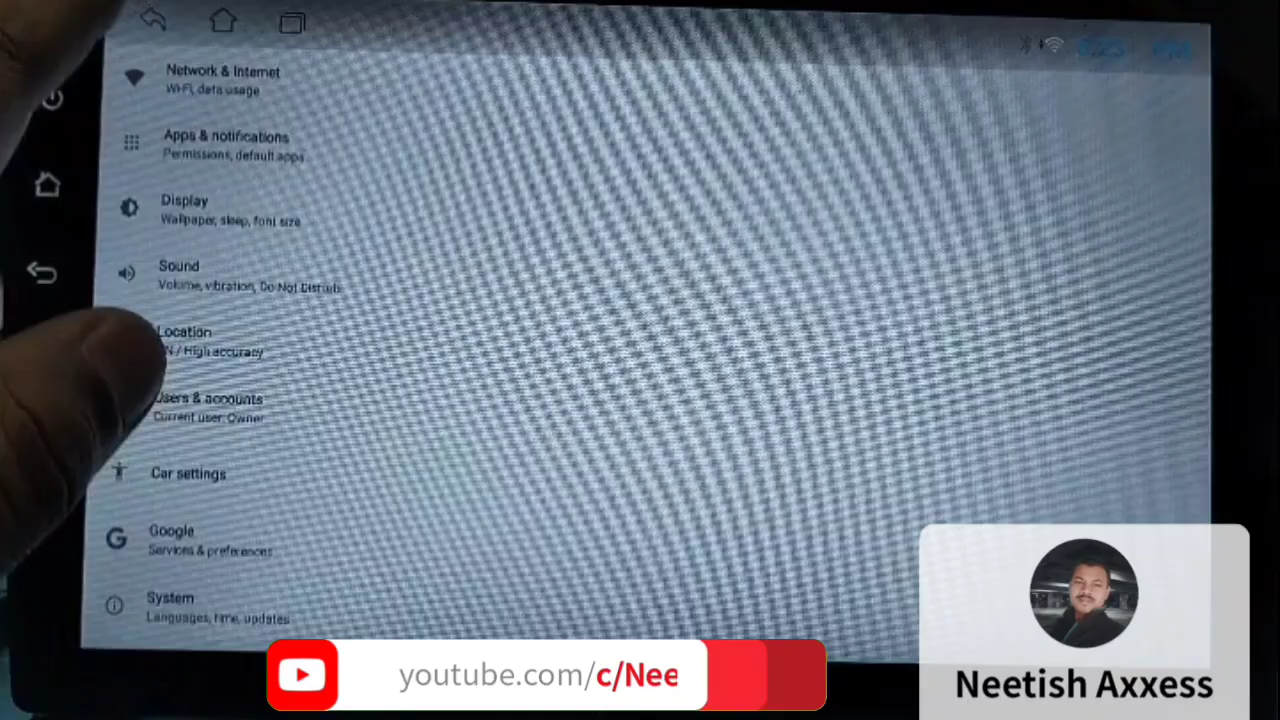 Network & Internet
Wi-Fi, data usage
Apps & notifications
Permissions, default apps
Display
Wallpaper, sleep, font size
Sound
Volume, vibration, Do Not Disturb
Location
/ High accuracy
Users & accounts
Current user: Owner
Car settings
Google
Services & preferences
System
Languages, time, updates
youtube.com/c/Nee
Neetish Axxess